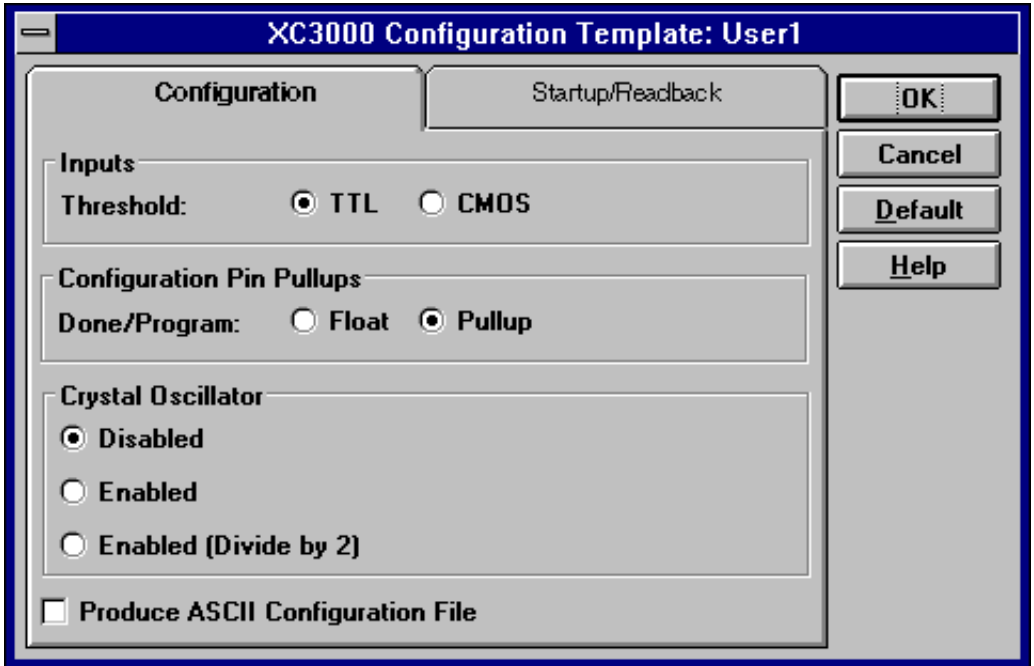 XC3000 Configuration Template: User1
Configuration
Startup/Readback
OK
Cancel
Default
Help
Inputs
Threshold: TTL CMOS
Configuration Pin Pullups
Done/Program: Float Pullup
Crystal Oscillator
Disabled
Enabled
Enabled (Divide by 2)
Produce ASCII Configuration File